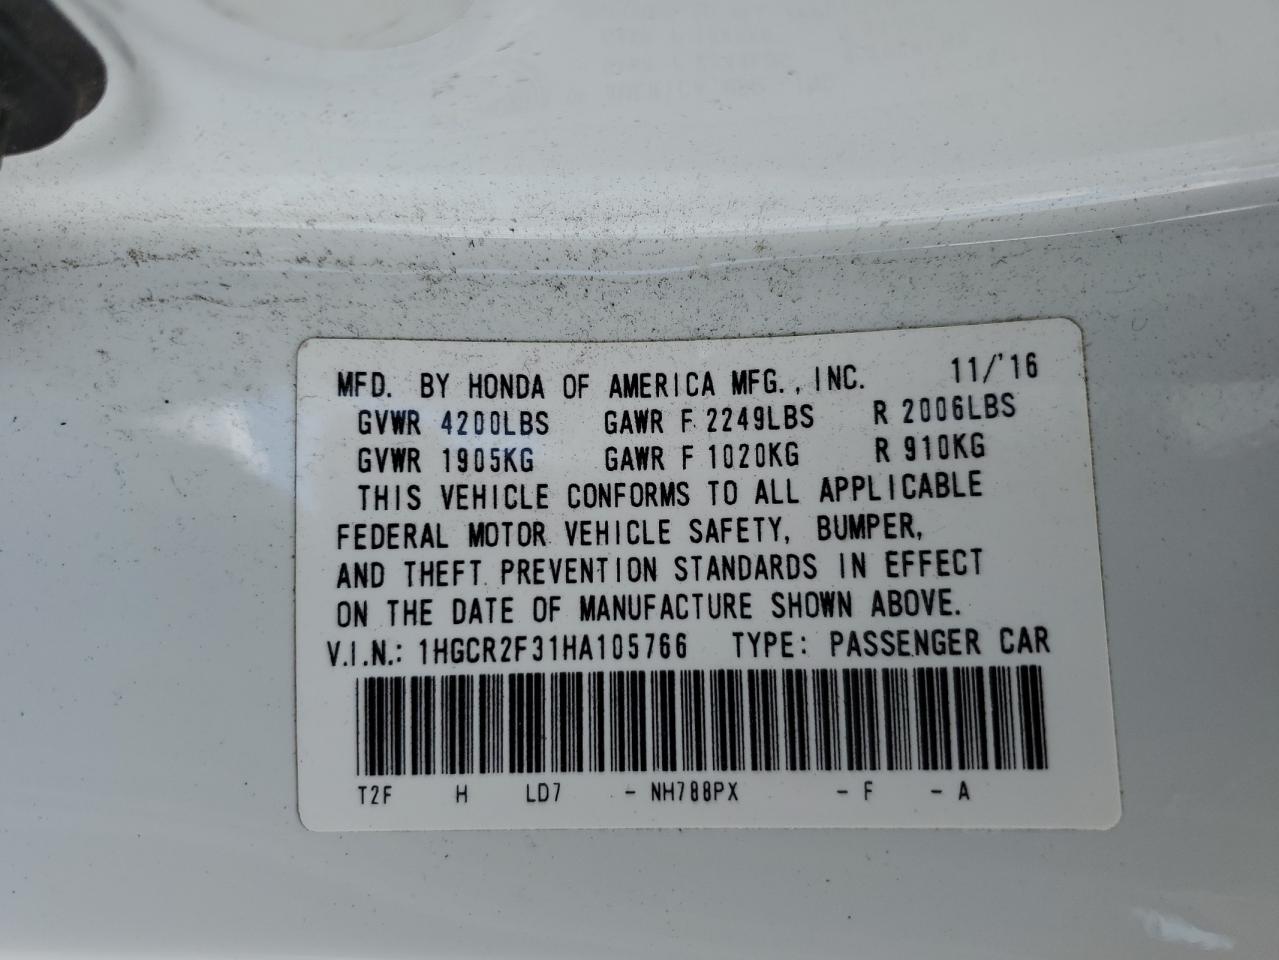 MFD. BY HONDA OF AMERICA MFG., INC. 11/'16
GVWR 4200LBS GAWR F 2249LBS R 2006LBS
GVWR 1905KG GAWR F 1020KG R 910KG
THIS VEHICLE CONFORMS TO ALL APPLICABLE
FEDERAL MOTOR VEHICLE SAFETY, BUMPER,
AND THEFT PREVENTION STANDARDS IN EFFECT
ON THE DATE OF MANUFACTURE SHOWN ABOVE.
V.I.N.: 1HGCR2F31HA105766 TYPE: PASSENGER CAR
T2F H LD7 - NH788PX - F - A